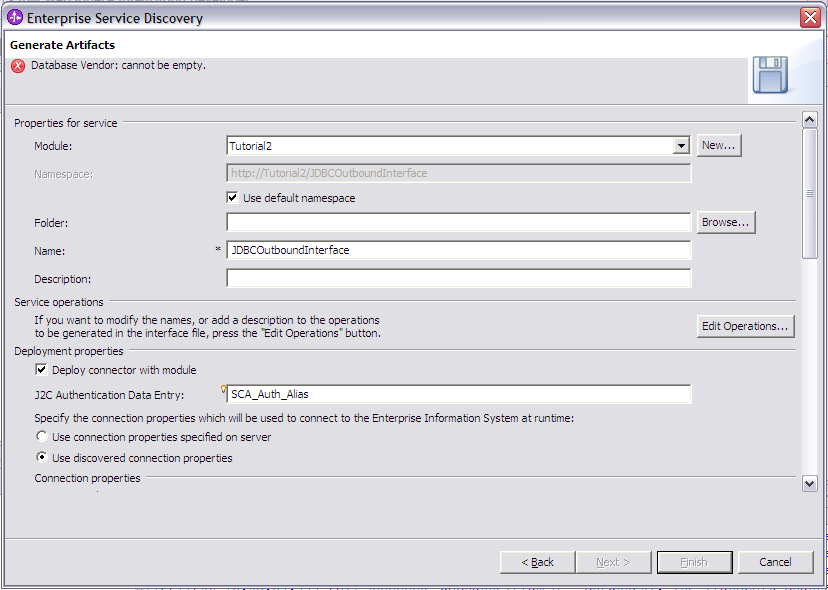 Enterprise Service Discovery
Generate Artifacts
Database Vendor: cannot be empty.
Properties for service
Module:
Tutorial2
New...
Namespace:
http://Tutorial2/JDBCOutboundInterface
Use default namespace
Folder:
Browse...
Name:
* JDBCOutboundInterface
Description:
Service operations
If you want to modify the names, or add a description to the operations
to be generated in the interface file, press the "Edit Operations" button.
Edit Operations...
Deployment properties
Deploy connector with module
J2C Authentication Data Entry:
SCA_Auth_Alias
Specify the connection properties which will be used to connect to the Enterprise Information System at runtime:
Use connection properties specified on server
Use discovered connection properties
Connection properties
< Back
Next >
Finish
Cancel